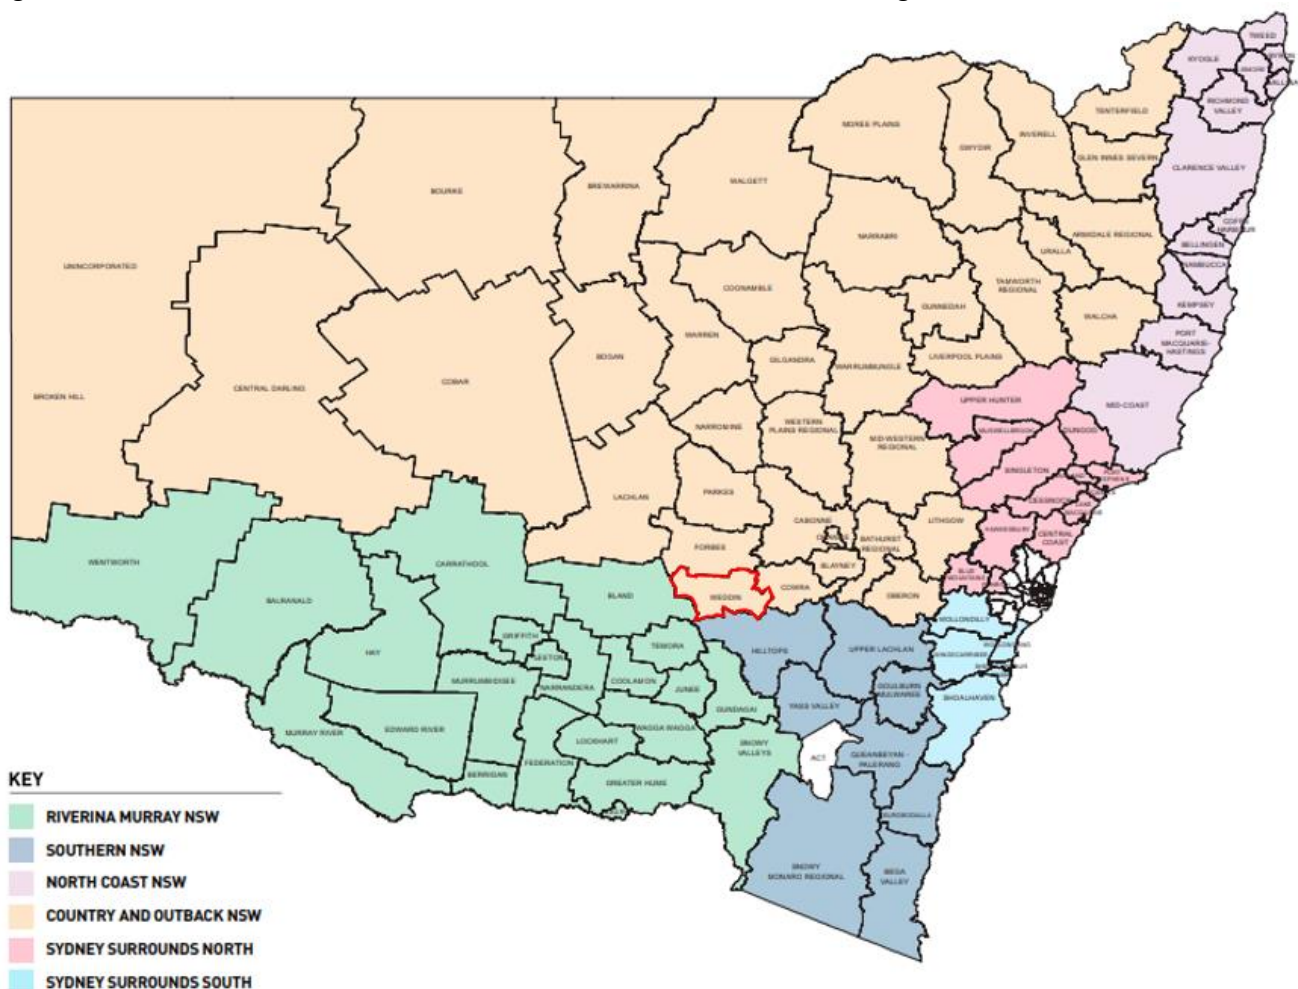 TWEED
KYOGLE
RICHMOND
VALLEY
TENTERFIELD
MOREE PLAINS
INVERELL
GWYDIR
GLEN INNES SEVERN
CLARENCE VALLEY
BOURKE
BREWARRINA
WALGETT
NARRABRI
ARMIDALE REGIONAL
URALLA
COFFS
HARBOUR
BELLINGEN
NAMBUCCA
UNINCORPORATED
COONAMBLE
TAMWORTH
REGIONAL
GUNNEDAH
WALCHA
KEMPSEY
PORT
MACQUARIE-
HASTINGS
WARREN
BOGAN
GILGANDRA
WARRUMBUNGLE
LIVERPOOL PLAINS
COBAR
CENTRAL DARLING
BROKEN HILL
UPPER HUNTER
MID-COAST
NARROMINE
WESTERN
PLAINS REGIONAL
MID-WESTERN
REGIONAL
MUSWELLBROOK
DUNGOG
SINGLETON
PORT
STEPHENS
CESSNOCK
LACHLAN
PARKES
CABONNE
ORANGE
BATHURST
REGIONAL
LITHGOW
HAWKESBURY
CENTRAL
COAST
FORBES
BLAYNEY
BLUE
MOUNTAINS
WENTWORTH
CARRATHOOL
BLAND
WEDDIN
COWRA
OBERON
BALRANALD
WOLLONDILLY
GRIFFITH
LEETON
HAY
TEMORA
HILLTOPS
UPPER LACHLAN
WINGECARRIBEE
MURRUMBIDGEE
NARRANDERA
COOLAMON
JUNEE
GOULBURN
MULWAREE
SHOALHAVEN
GUNDAGAI
YASS VALLEY
MURRAY RIVER
EDWARD RIVER
WAGGA WAGGA
LOCKHART
SNOWY
VALLEYS
ACT
QUEANBEYAN -
PALERANG
FEDERATION
BERRIGAN
GREATER HUME
EUROBODALLA
SNOWY
MONARO REGIONAL
BEGA
VALLEY
KEY
RIVERINA MURRAY NSW
SOUTHERN NSW
NORTH COAST NSW
COUNTRY AND OUTBACK NSW
SYDNEY SURROUNDS NORTH
SYDNEY SURROUNDS SOUTH